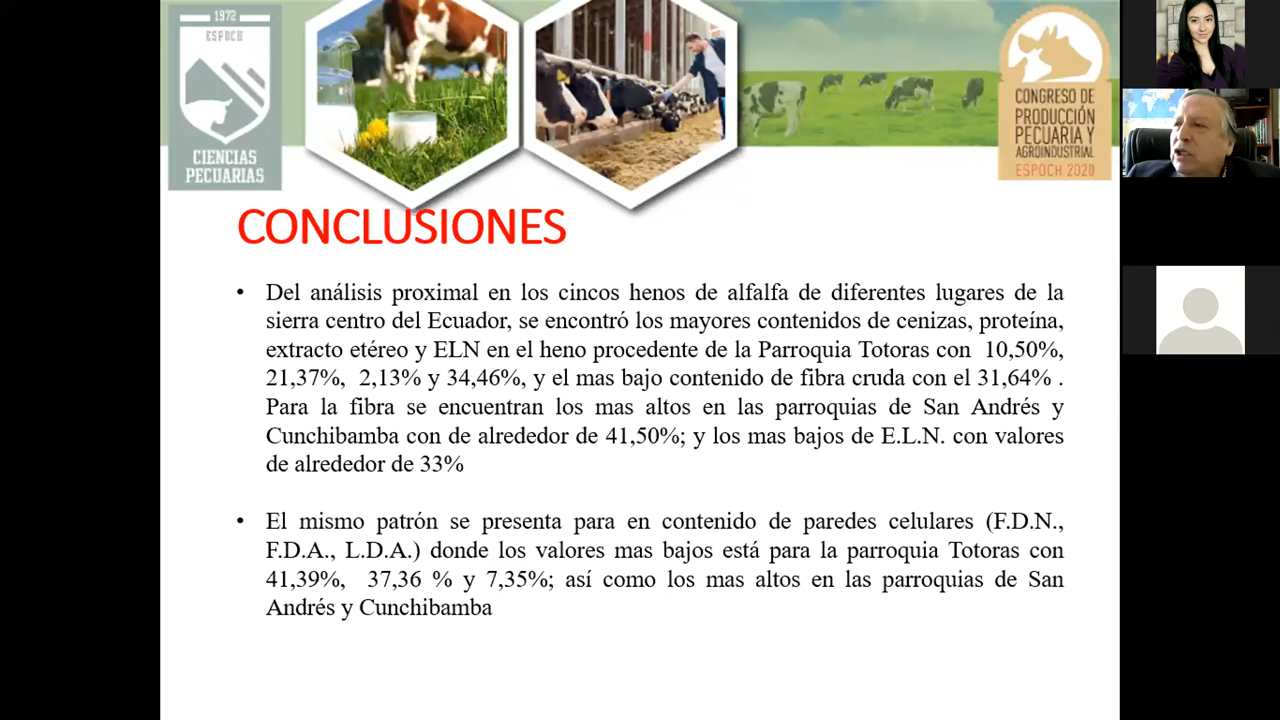 1972
ESPOCH
CIENCIAS
PECUARIAS
CONGRESO DE
PRODUCCIÓN
PECUARIA Y
AGROINDUSTRIAL
ESPOCH 2020
CONCLUSIONES
• Del análisis proximal en los cincos henos de alfalfa de diferentes lugares de la
sierra centro del Ecuador, se encontró los mayores contenidos de cenizas, proteína,
extracto etéreo y ELN en el heno procedente de la Parroquia Totoras con 10,50%,
21,37%, 2,13% y 34,46%, y el mas bajo contenido de fibra cruda con el 31,64% .
Para la fibra se encuentran los mas altos en las parroquias de San Andrés y
Cunchibamba con de alrededor de 41,50%; y los mas bajos de E.L.N. con valores
de alrededor de 33%
• El mismo patrón se presenta para en contenido de paredes celulares (F.D.N.,
F.D.A., L.D.A.) donde los valores mas bajos está para la parroquia Totoras con
41,39%, 37,36 % y 7,35%; así como los mas altos en las parroquias de San
Andrés y Cunchibamba